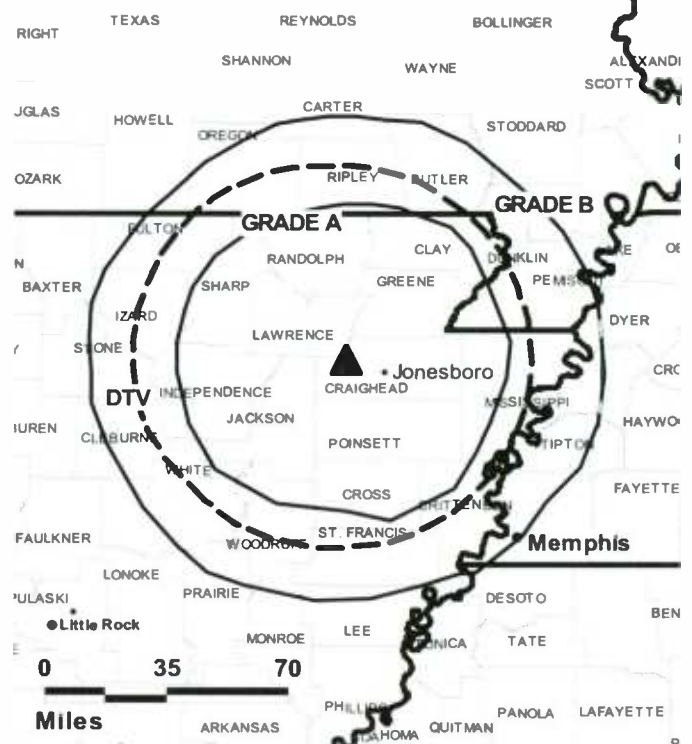 TEXAS REYNOLDS BOLLINGER
RIGHT
SHANNON WAYNE
SCOTT
CARTER
HOWELL STODDARD
OREGON
OZARK RIPLEY BUTLER
GRADE A GRADE B
FULTON
CLAY
RANDOLPH DUNKLIN
BAXTER SHARP GREENE
IZARD DYER
LAWRENCE
STONE
Jonesboro
CRAIGHEAD
DTV INDEPENDENCE
MISSISSIPPI
JACKSON
CLEBURNE POINSETT TIPTON
WHITE
CROSS FAYETTE
CRITTENDEN
FAULKNER WOODRUFF ST. FRANCIS Memphis
LONOKE
PRAIRIE DESOTO
Little Rock LEE
MONROE TATE
0 35 70
Miles
PANOLA LAFAYETTE
ARKANSAS QUITMAN